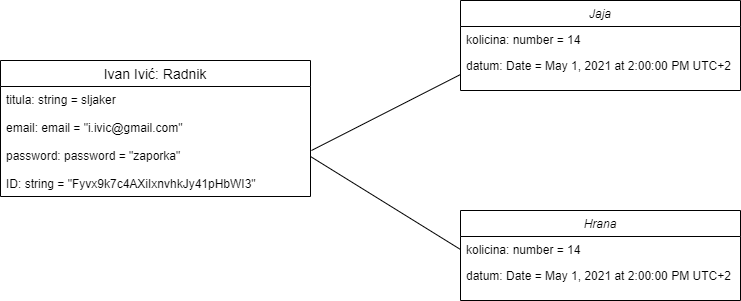 Jaja
kolicina: number = 14
datum: Date = May 1, 2021 at 2:00:00 PM UTC+2
Ivan Ivić: Radnik
titula: string = sljaker
email: email = "i.ivic@gmail.com"
password: password = "zaporka"
ID: string = "Fyvx9k7c4AXiIxnvhkJy41pHbWI3"
Hrana
kolicina: number = 14
datum: Date = May 1, 2021 at 2:00:00 PM UTC+2